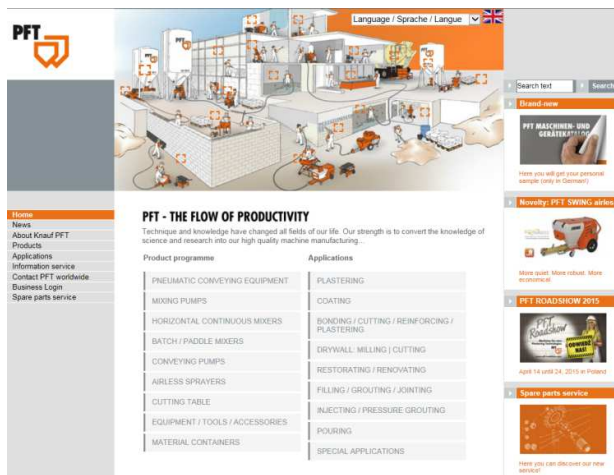 PFT
PFT
Language / Sprache / Langue
Search text
Search
Home
News
About Knauf PFT
Products
Applications
Information service
Contact PFT worldwide
Business Login
Spare parts service
PFT - THE FLOW OF PRODUCTIVITY
Technique and knowledge have changed all fields of our life. Our strength is to convert the knowledge of
science and research into our high quality machine manufacturing...
Product programme
PNEUMATIC CONVEYING EQUIPMENT
MIXING PUMPS
HORIZONTAL CONTINUOUS MIXERS
BATCH / PADDLE MIXERS
CONVEYING PUMPS
AIRLESS SPRAYERS
CUTTING TABLE
EQUIPMENT / TOOLS / ACCESSORIES
MATERIAL CONTAINERS
Applications
PLASTERING
COATING
BONDING / CUTTING / REINFORCING /
PLASTERING
DRYWALL: MILLING | CUTTING
RESTORATING / RENOVATING
FILLING / GROUTING / JOINTING
INJECTING / PRESSURE GROUTING
POURING
SPECIAL APPLICATIONS
Brand-new
PFT MASCHINEN- UND
GERÄTEKATALOG
Here you will get your personal
sample (only in German!)
Novelty: PFT SWING airles
More quiet. More robust. More
economical.
PFT ROADSHOW 2015
PFT
Roadshow
ODWIEDŹ
NAS!
April 14 until 24, 2015 in Poland
Spare parts service
Here you can discover our new
service!